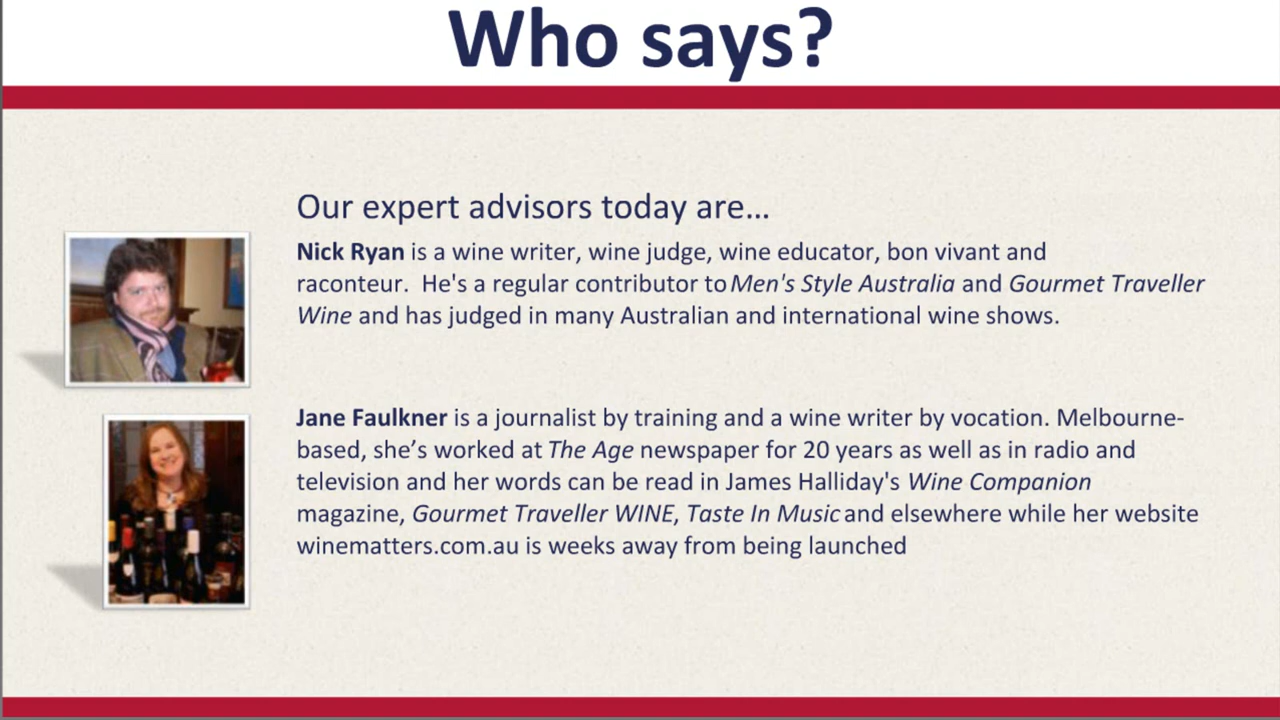 Who says?
Our expert advisors today are...
Nick Ryan is a wine writer, wine judge, wine educator, bon vivant and
raconteur.  He's a regular contributor to Men's Style Australia and Gourmet Traveller
Wine and has judged in many Australian and international wine shows.
Jane Faulkner is a journalist by training and a wine writer by vocation. Melbourne-
based, she’s worked at The Age newspaper for 20 years as well as in radio and
television and her words can be read in James Halliday's Wine Companion
magazine, Gourmet Traveller WINE, Taste In Music and elsewhere while her website
winematters.com.au is weeks away from being launched